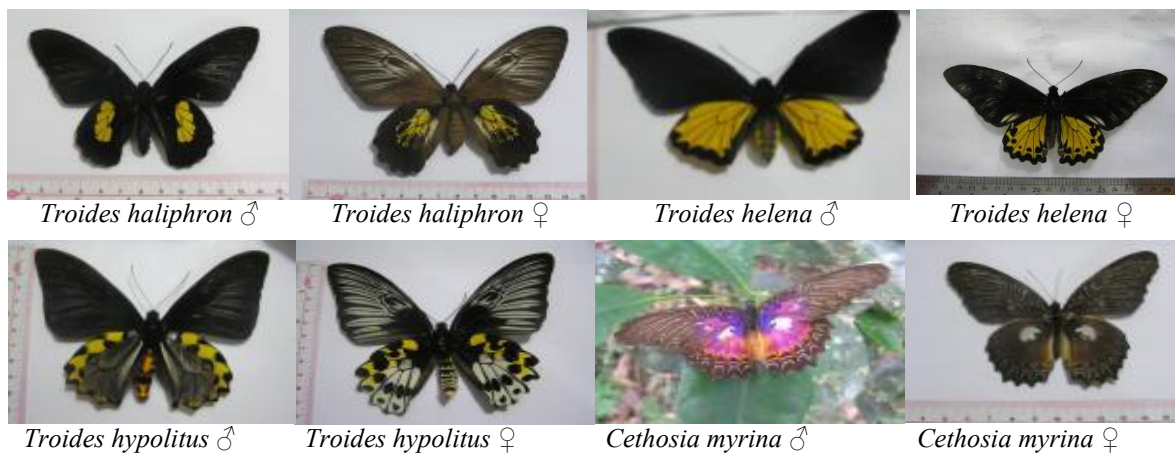 Troides haliphron ♂
Troides haliphron ♀
Troides helena ♂
Troides helena ♀
Troides hypolitus ♂
Troides hypolitus ♀
Cethosia myrina ♂
Cethosia myrina ♀